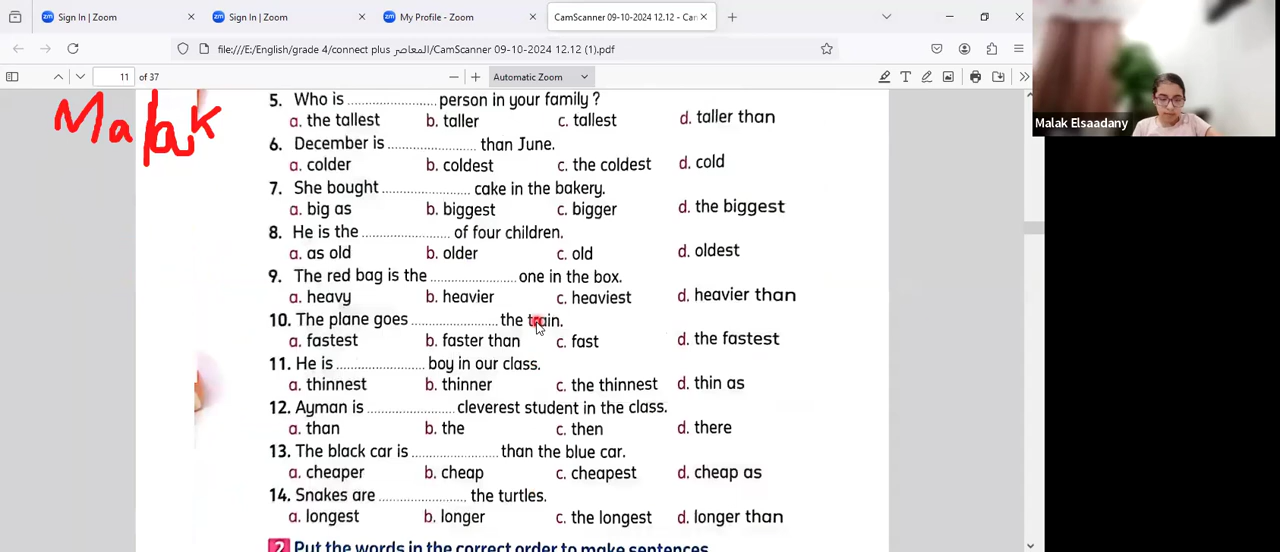 Sign In | Zoom
Sign In | Zoom
My Profile - Zoom
CamScanner 09-10-2024 12.12 - Car
file:///E:/English/grade 4/connect plus المعاصر/CamScanner 09-10-2024 12.12 (1).pdf
11 of 37
Automatic Zoom
Malak
Malak Elsaadany
5. Who is ........................ person in your family ?
a. the tallest b. taller c. tallest d. taller than
6. December is ........................ than June.
a. colder b. coldest c. the coldest d. cold
7. She bought ........................ cake in the bakery.
a. big as b. biggest c. bigger d. the biggest
8. He is the ........................ of four children.
a. as old b. older c. old d. oldest
9. The red bag is the ........................ one in the box.
a. heavy b. heavier c. heaviest d. heavier than
10. The plane goes ........................ the train.
a. fastest b. faster than c. fast d. the fastest
11. He is ........................ boy in our class.
a. thinnest b. thinner c. the thinnest d. thin as
12. Ayman is ........................ cleverest student in the class.
a. than b. the c. then d. there
13. The black car is ........................ than the blue car.
a. cheaper b. cheap c. cheapest d. cheap as
14. Snakes are ........................ the turtles.
a. longest b. longer c. the longest d. longer than
2 Put the words in the correct order to make sentences